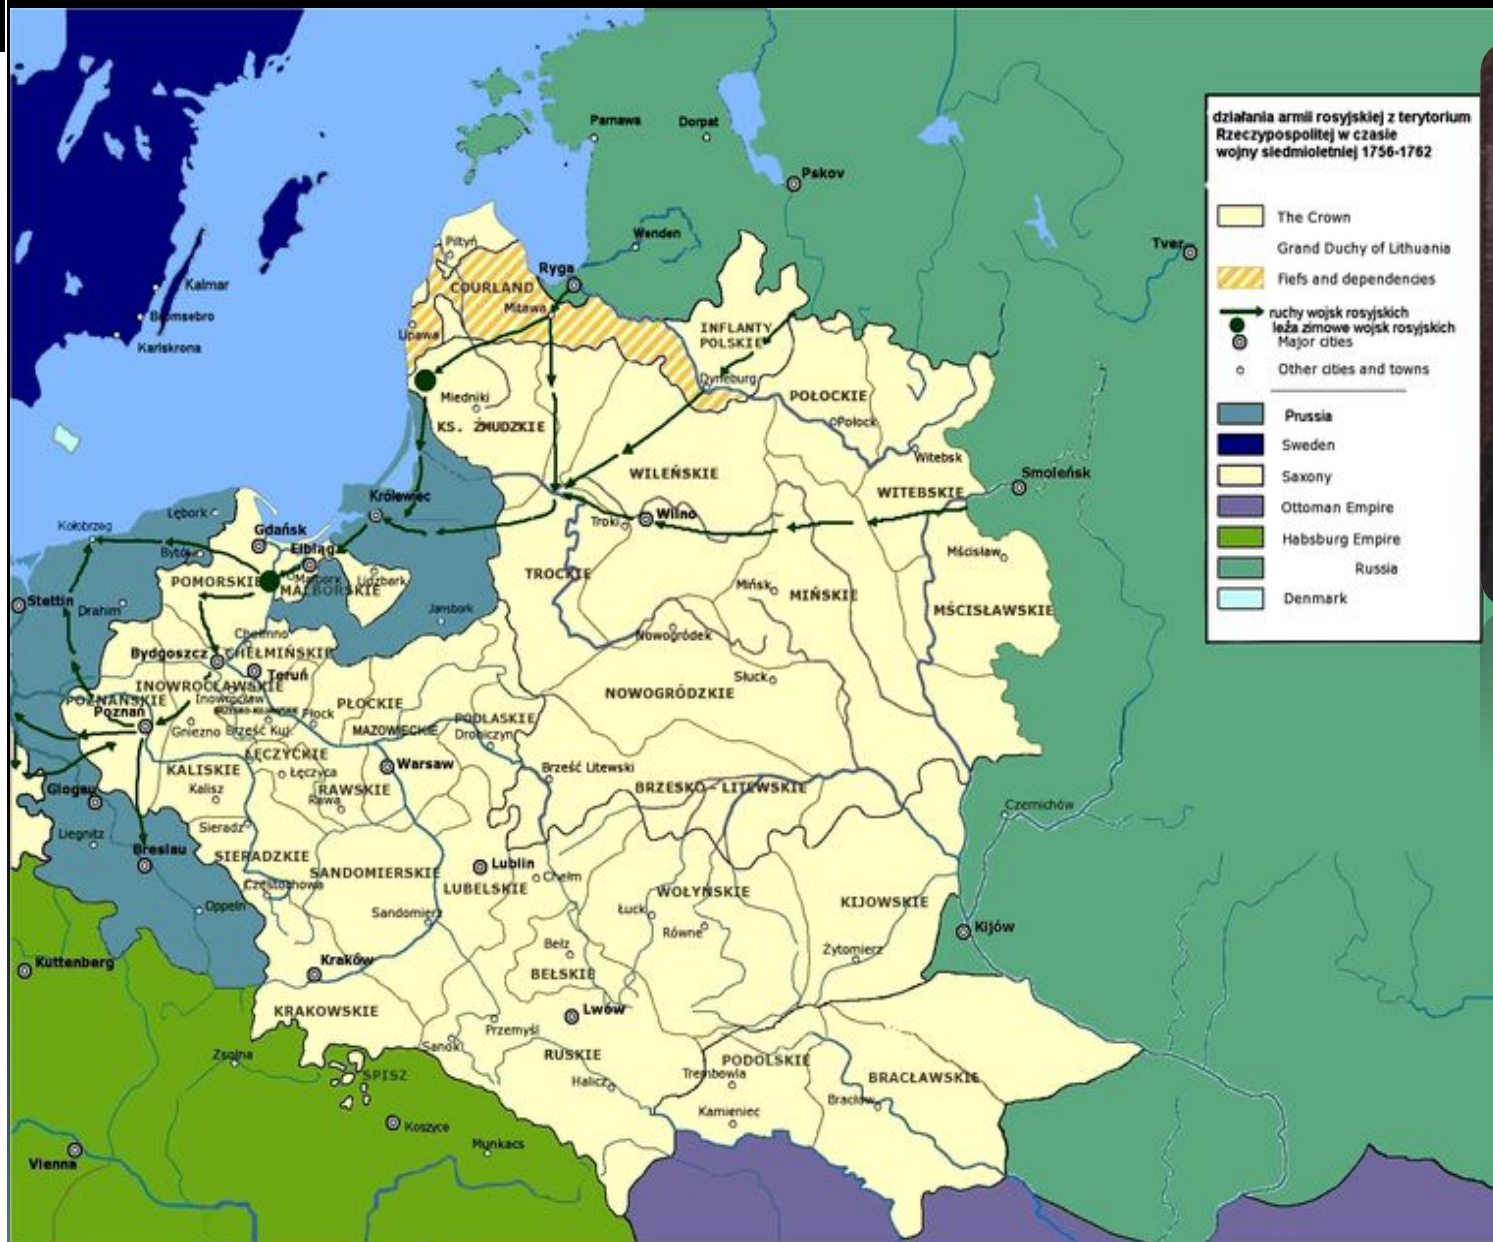 działania armii rosyjskiej z terytorium
Rzeczypospolitej w czasie
wojny siedmioletniej 1756-1762
The Crown
Grand Duchy of Lithuania
Fiefs and dependencies
ruchy wojsk rosyjskich
leża zimowe wojsk rosyjskich
Major cities
Other cities and towns
Prussia
Sweden
Saxony
Ottoman Empire
Habsburg Empire
Russia
Denmark
Parnawa
Dorpat
Pskov
Wenden
Tver
Piltyń
Ryga
COURLAND
Kalmar
Mitawa
Bromsebro
Lipawa
INFLANTY
POLSKIE
Karlskrona
Dyneburg
Miedniki
POŁOCKIE
KS. ŻMUDZKIE
Połock
Witebsk
WILEŃSKIE
Smoleńsk
WITEBSKIE
Królewiec
Lębork
Wilno
Troki
Kołobrzeg
Gdańsk
Elbląg
Bytów
Mścisław
TROCKIE
POMORSKIE
Malbork
Lidzbark
MALBORSKIE
Mińsk
MIŃSKIE
Stettin
Drahim
Jansbork
MŚCISŁAWSKIE
Chełmno
Nowogródek
Bydgoszcz
CHEŁMIŃSKIE
Toruń
Słuck
INOWROCŁAWSKIE
NOWOGRÓDZKIE
POZNAŃSKIE
Inowrocław
PŁOCKIE
Poznań
Płock
PODLASKIE
Gniezno
Brześć Kuj.
MAZOWIECKIE
Drohiczyn
ŁĘCZYCKIE
Warsaw
KALISKIE
Łęczyca
Brześć Litewski
Glogau
Kalisz
RAWSKIE
BRZESKO - LITEWSKIE
Rawa
Czernichów
Liegnitz
Sieradz
Breslau
SIERADZKIE
Lublin
SANDOMIERSKIE
Chełm
Częstochowa
LUBELSKIE
WOŁYŃSKIE
KIJOWSKIE
Oppeln
Sandomierz
Łuck
Równe
Kijów
Bełz
Żytomierz
Kuttenberg
Kraków
BEŁSKIE
KRAKOWSKIE
Lwów
Przemyśl
Sanok
RUSKIE
Zsolna
PODOLSKIE
SPISZ
Trembowla
BRACŁAWSKIE
Halicz
Bracław
Kamieniec
Koszyce
Munkacs
Vienna